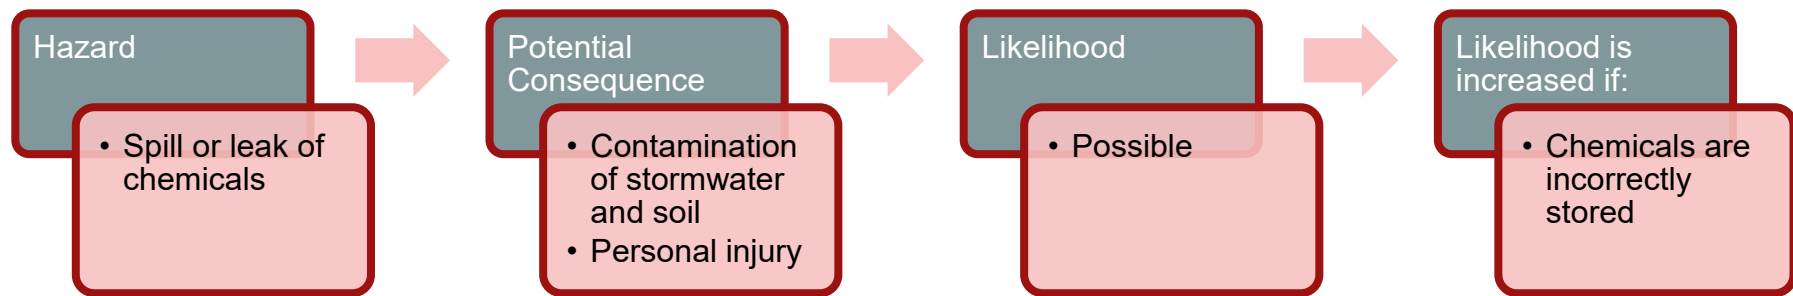 Hazard
• Spill or leak of
chemicals
Potential
Consequence
• Contamination
of stormwater
and soil
• Personal injury
Likelihood
• Possible
Likelihood is
increased if:
• Chemicals are
incorrectly
stored